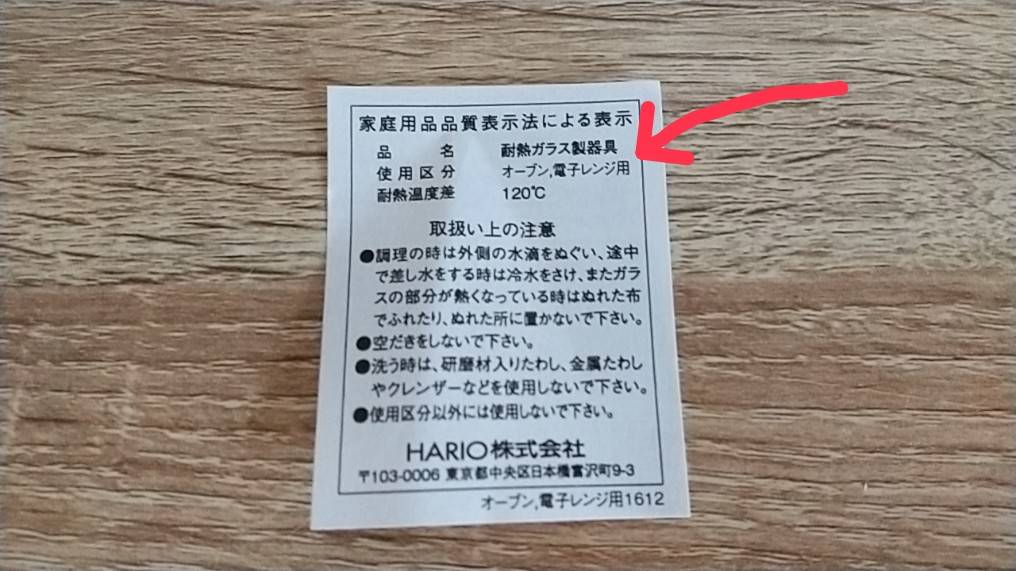 家庭用品品質表示法による表示
品名 耐熱ガラス製器具
使用区分 オーブン,電子レンジ用
耐熱温度差 120℃
取扱い上の注意
●調理の時は外側の水滴をぬぐい、途中
で差し水をする時は冷水をさけ、またガラ
スの部分が熱くなっている時はぬれた布
でふれたり、ぬれた所に置かないで下さい。
●空だきをしないで下さい。
●洗う時は、研磨材入りたわし、金属たわし
やクレンザーなどを使用しないで下さい。
●使用区分以外には使用しないで下さい。
HARIO株式会社
〒103-0006 東京都中央区日本橋富沢町9-3
オーブン,電子レンジ用1612